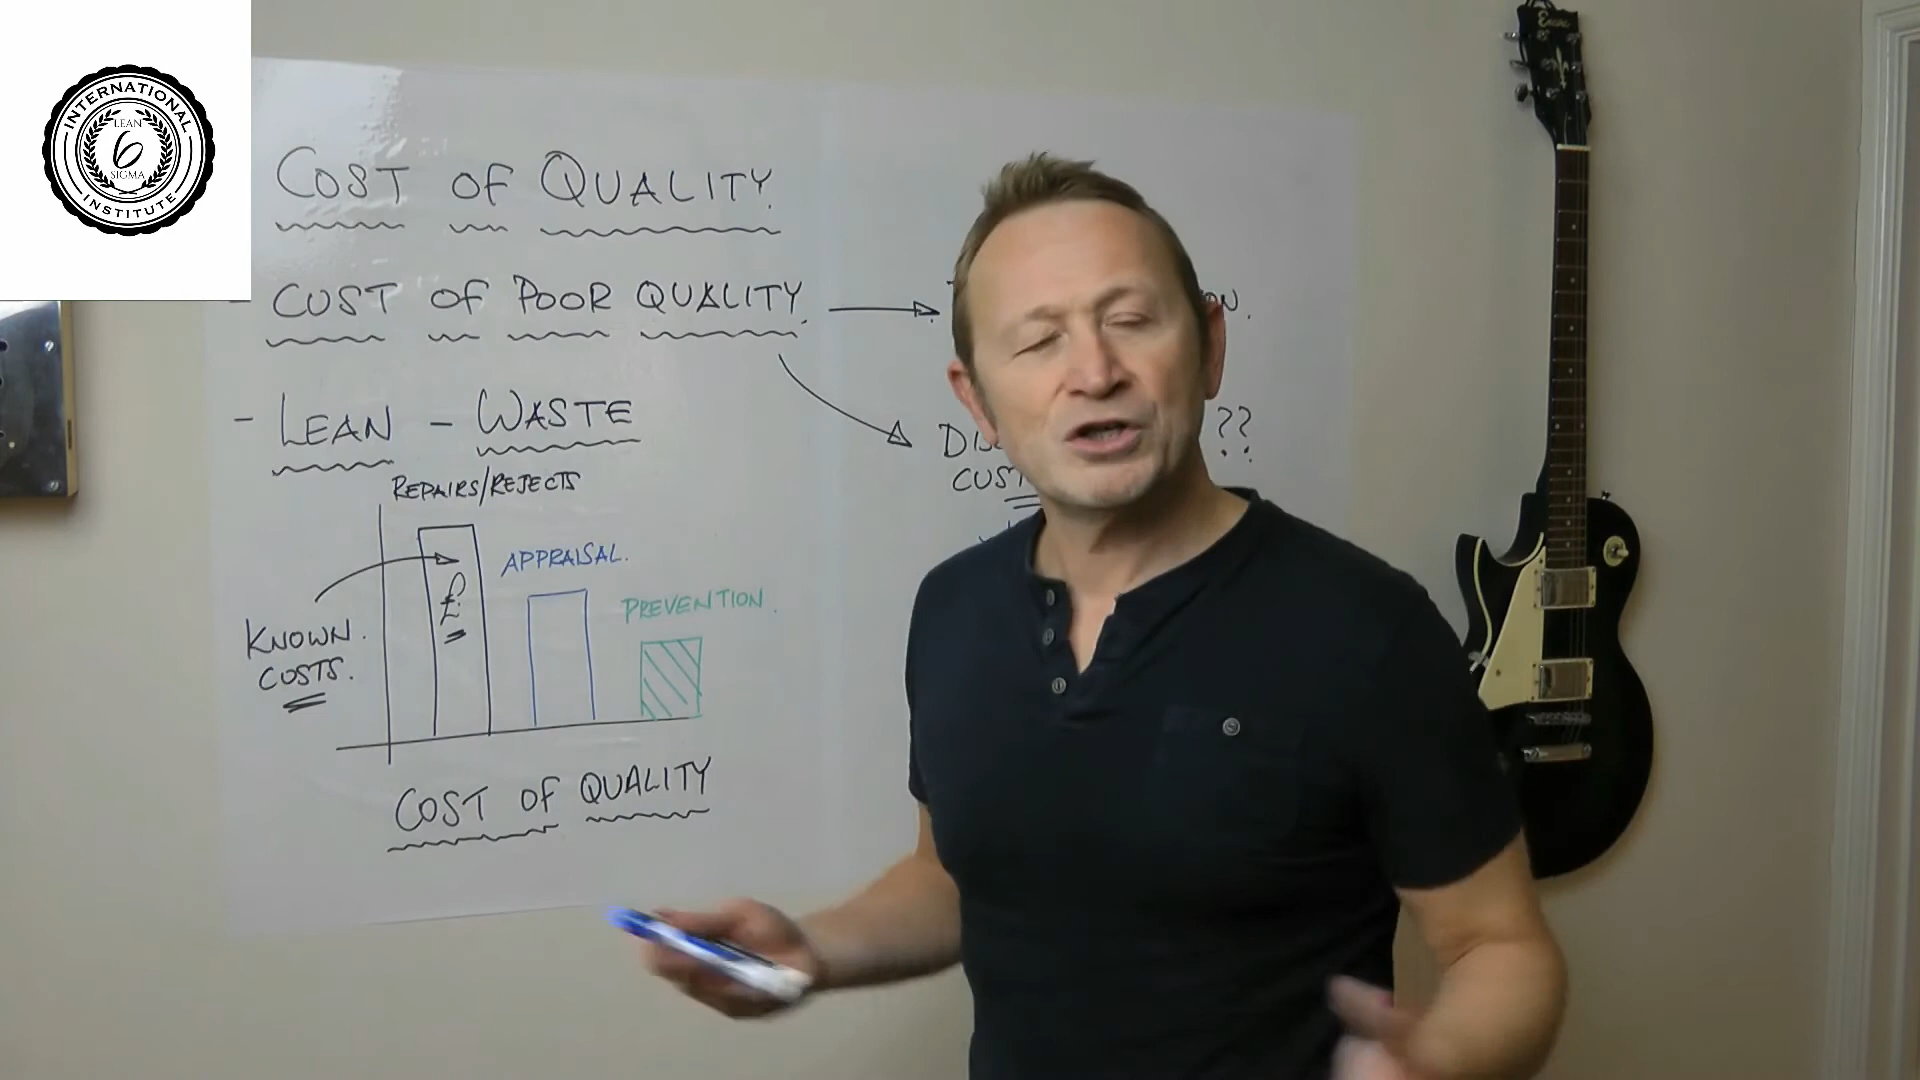 INTERNATIONAL
LEAN
6
SIGMA
INSTITUTE
COST OF QUALITY.
- COST OF POOR QUALITY.
- LEAN - WASTE
??
REPAIRS/REJECTS
APPRAISAL.
£
PREVENTION.
KNOWN.
COSTS.
COST OF QUALITY